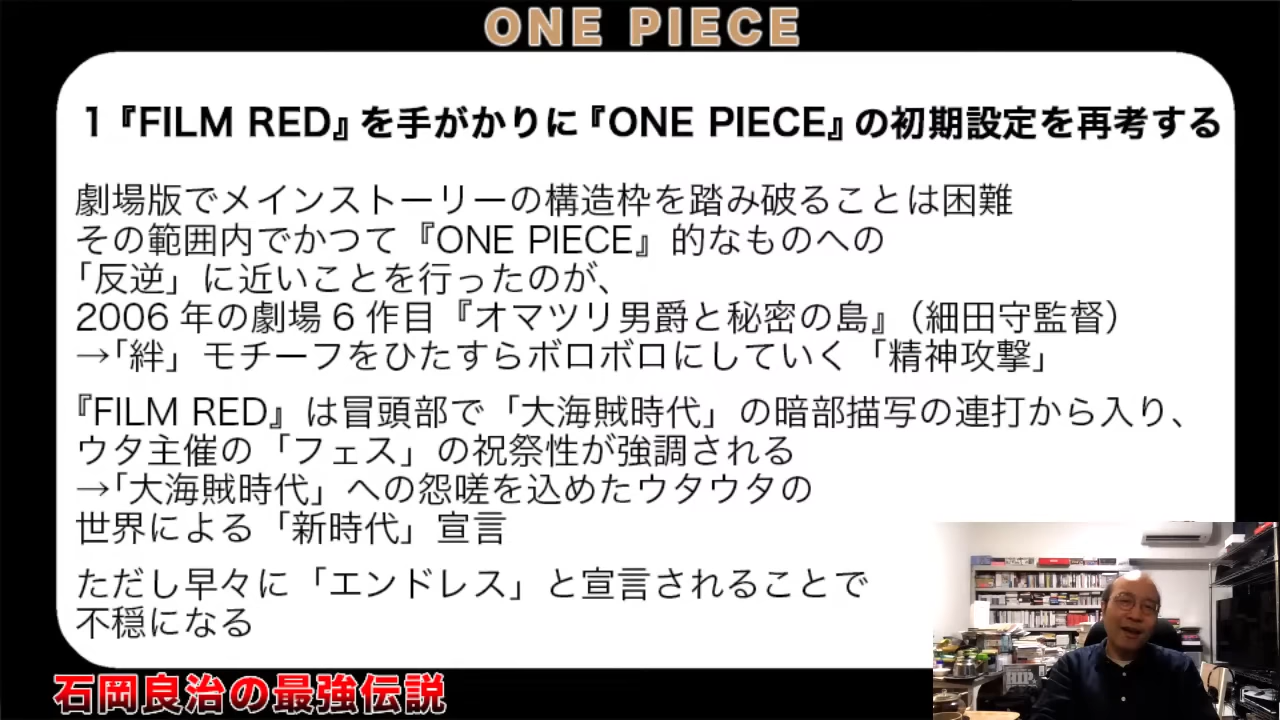 ONE PIECE
1『FILM RED』を手がかりに『ONE PIECE』の初期設定を再考する
劇場版でメインストーリーの構造枠を踏み破ることは困難
その範囲内でかつて『ONE PIECE』的なものへの
「反逆」に近いことを行ったのが、
2006年の劇場6作目『オマツリ男爵と秘密の島』（細田守監督）
→「絆」モチーフをひたすらボロボロにしていく「精神攻撃」
『FILM RED』は冒頭部で「大海賊時代」の暗部描写の連打から入り、
ウタ主催の「フェス」の祝祭性が強調される
→「大海賊時代」への怨嗟を込めたウタウタの
世界による「新時代」宣言
ただし早々に「エンドレス」と宣言されることで
不穏になる
石岡良治の最強伝説